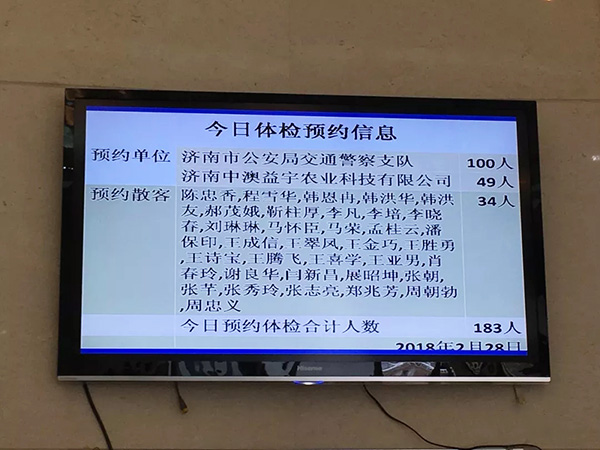 今日体检预约信息
预约单位 济南市公安局交通警察支队 100人
济南中澳益宇农业科技有限公司 49人
预约散客 陈忠香,程雪华,韩恩冉,韩洪华,韩洪 34人
友,郝茂娥,靳柱厚,李凡,李培,李晓
春,刘琳琳,马怀臣,马荣,孟桂云,潘
保印,王成信,王翠风,王金巧,王胜勇
,王诗宝,王腾飞,王喜学,王亚男,肖
春玲,谢良华,闫新昌,展昭坤,张朝,
张芊,张秀玲,张志亮,郑兆芳,周朝勃
,周忠义
今日预约体检合计人数 183人
2018年2月28日
Hisense